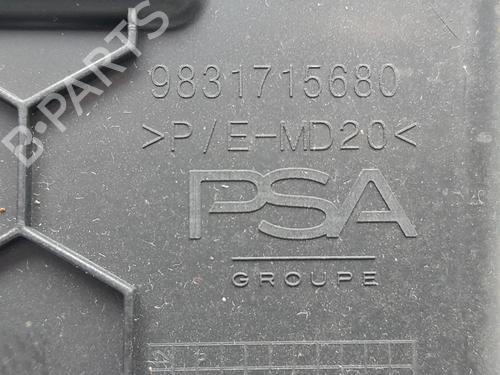 B-PARTS
9831715680
>P/E-MD20<
PSA
GROUPE